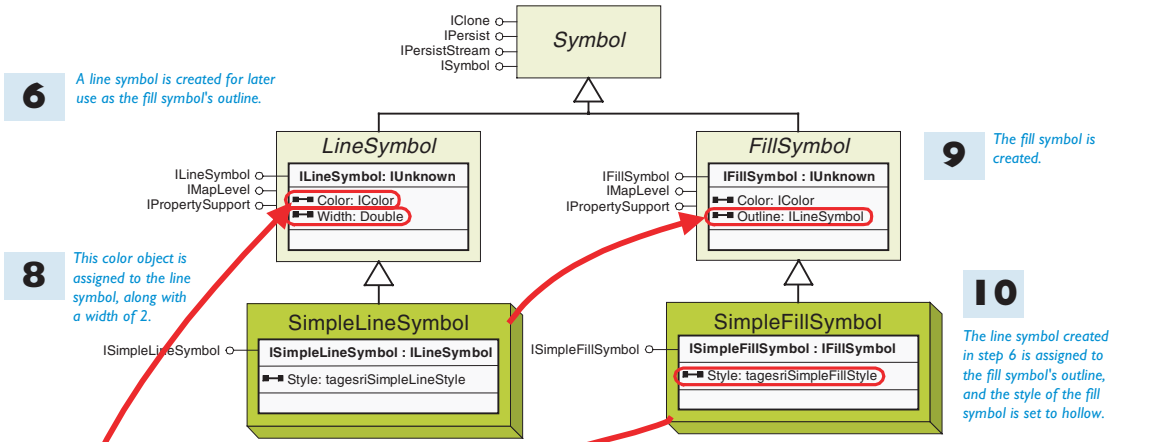 IClone
IPersist
IPersistStream
ISymbol
Symbol
6
A line symbol is created for later
use as the fill symbol's outline.
LineSymbol
ILineSymbol
IMapLevel
IPropertySupport
ILineSymbol: IUnknown
Color: IColor
Width: Double
FillSymbol
IFillSymbol
IMapLevel
IPropertySupport
IFillSymbol : IUnknown
Color: IColor
Outline: ILineSymbol
9
The fill symbol is
created.
8
This color object is
assigned to the line
symbol, along with
a width of 2.
SimpleLineSymbol
ISimpleLineSymbol
ISimpleLineSymbol : ILineSymbol
Style: tagesriSimpleLineStyle
SimpleFillSymbol
ISimpleFillSymbol
ISimpleFillSymbol : IFillSymbol
Style: tagesriSimpleFillStyle
10
The line symbol created
in step 6 is assigned to
the fill symbol's outline,
and the style of the fill
symbol is set to hollow.